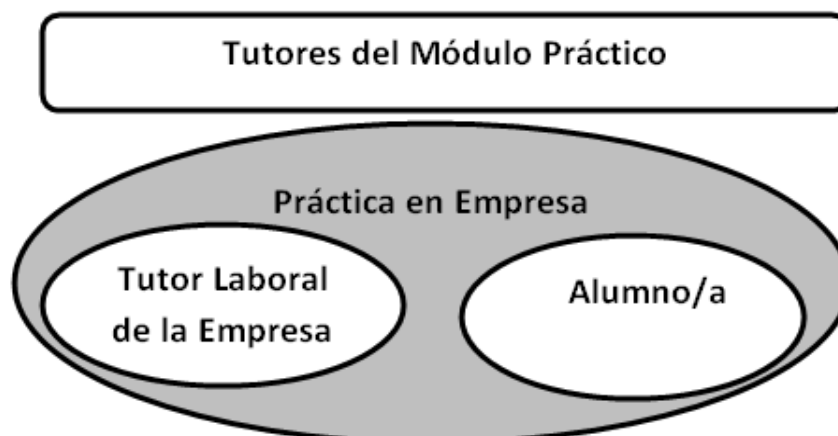 Tutores del Módulo Práctico
Práctica en Empresa
Tutor Laboral
de la Empresa
Alumno/a